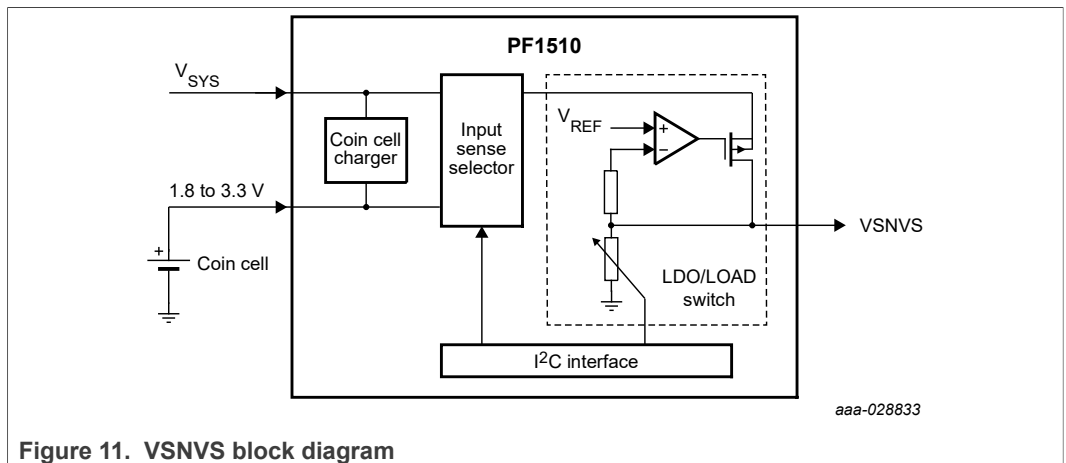 PF1510
VSYS
Coin cell
charger
Input
sense
selector
VREF
+
−
1.8 to 3.3 V
VSNVS
+
Coin cell
LDO/LOAD
switch
I2C interface
aaa-028833
Figure 11. VSNVS block diagram